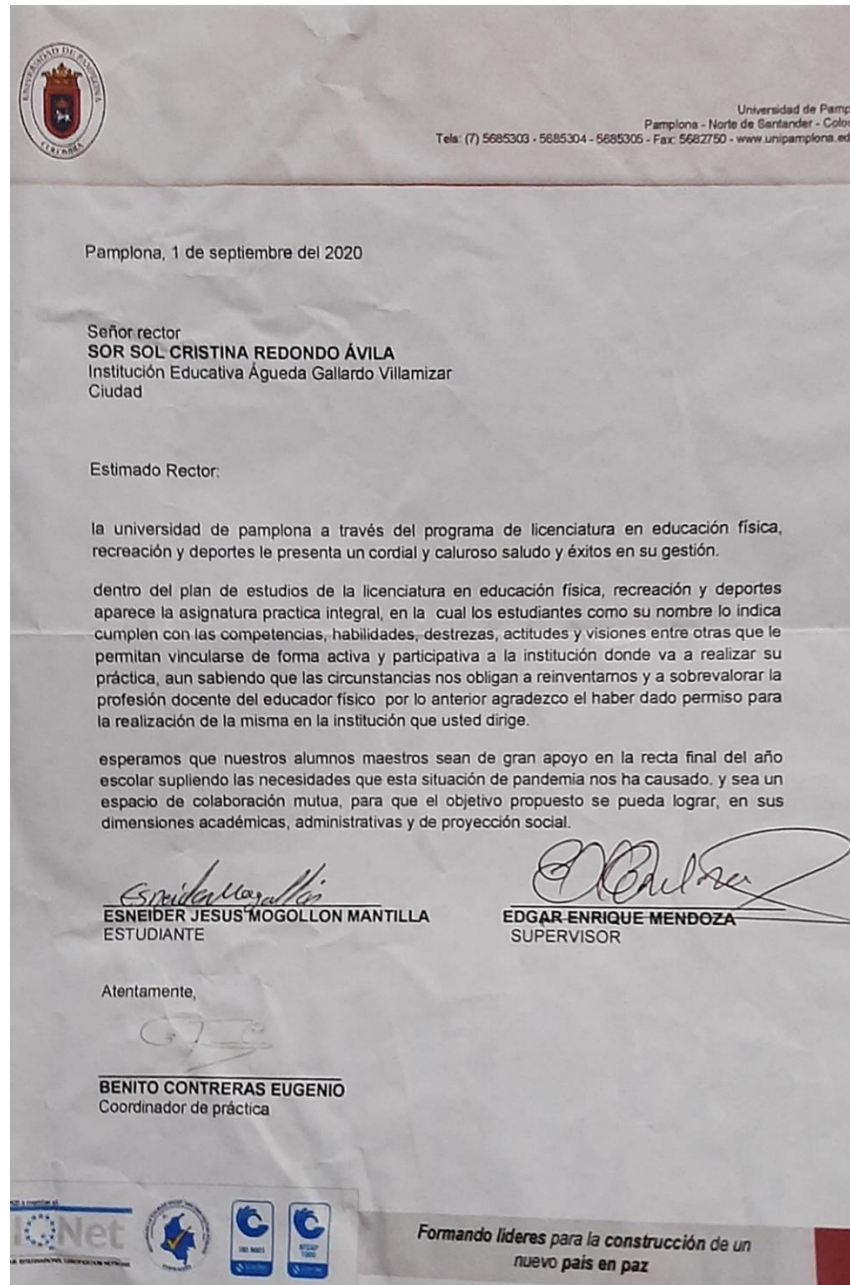 UNIVERSIDAD DE PAMPLONA
COLOMBIA
Universidad de Pamp
Pamplona - Norte de Santander - Colo
Tels: (7) 5685303 - 5685304 - 5685305 - Fax: 5682750 - www.unipamplona.ed
Pamplona, 1 de septiembre del 2020
Señor rector
SOR SOL CRISTINA REDONDO ÁVILA
Institución Educativa Águeda Gallardo Villamizar
Ciudad
Estimado Rector:
la universidad de pamplona a través del programa de licenciatura en educación física,
recreación y deportes le presenta un cordial y caluroso saludo y éxitos en su gestión.
dentro del plan de estudios de la licenciatura en educación física, recreación y deportes
aparece la asignatura practica integral, en la cual los estudiantes como su nombre lo indica
cumplen con las competencias, habilidades, destrezas, actitudes y visiones entre otras que le
permitan vincularse de forma activa y participativa a la institución donde va a realizar su
práctica, aun sabiendo que las circunstancias nos obligan a reinventarnos y a sobrevalorar la
profesión docente del educador físico por lo anterior agradezco el haber dado permiso para
la realización de la misma en la institución que usted dirige.
esperamos que nuestros alumnos maestros sean de gran apoyo en la recta final del año
escolar supliendo las necesidades que esta situación de pandemia nos ha causado, y sea un
espacio de colaboración mutua, para que el objetivo propuesto se pueda lograr, en sus
dimensiones académicas, administrativas y de proyección social.
Esneider Mogollón
ESNEIDER JESUS MOGOLLON MANTILLA
ESTUDIANTE
EDGAR ENRIQUE MENDOZA
SUPERVISOR
Atentamente,
BENITO CONTRERAS EUGENIO
Coordinador de práctica
IQNet
Formando lideres para la construcción de un
nuevo país en paz